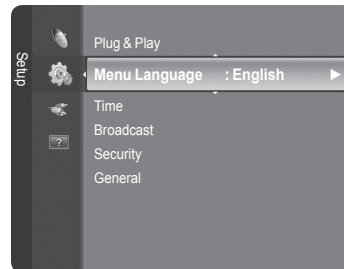 Setup
Plug & Play
Menu Language : English
Time
Broadcast
Security
General
?